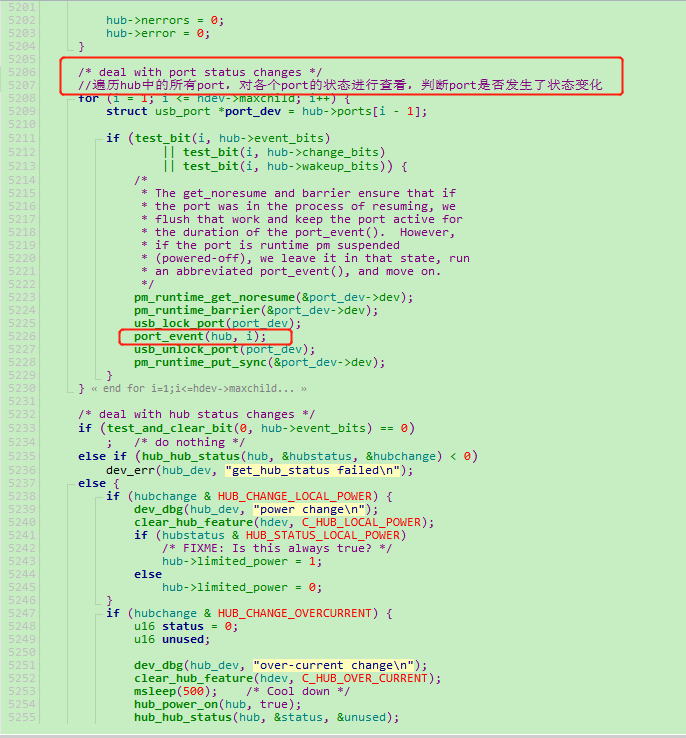 5201
5202 hub->nerrors = 0;
5203 hub->error = 0;
5204 }
5205
5206 /* deal with port status changes */
5207 //遍历hub中的所有port，对各个port的状态进行查看，判断port是否发生了状态变化
5208 for (i = 1; i <= hdev->maxchild; i++) {
5209 struct usb_port *port_dev = hub->ports[i - 1];
5210
5211 if (test_bit(i, hub->event_bits)
5212 || test_bit(i, hub->change_bits)
5213 || test_bit(i, hub->wakeup_bits)) {
5214 /*
5215 * The get_noresume and barrier ensure that if
5216 * the port was in the process of resuming, we
5217 * flush that work and keep the port active for
5218 * the duration of the port_event(). However,
5219 * if the port is runtime pm suspended
5220 * (powered-off), we leave it in that state, run
5221 * an abbreviated port_event(), and move on.
5222 */
5223 pm_runtime_get_noresume(&port_dev->dev);
5224 pm_runtime_barrier(&port_dev->dev);
5225 usb_lock_port(port_dev);
5226 port_event(hub, i);
5227 usb_unlock_port(port_dev);
5228 pm_runtime_put_sync(&port_dev->dev);
5229 }
5230 } « end for i=1;i<=hdev->maxchild... »
5231
5232 /* deal with hub status changes */
5233 if (test_and_clear_bit(0, hub->event_bits) == 0)
5234 ; /* do nothing */
5235 else if (hub_hub_status(hub, &hubstatus, &hubchange) < 0)
5236 dev_err(hub_dev, "get_hub_status failed\n");
5237 else {
5238 if (hubchange & HUB_CHANGE_LOCAL_POWER) {
5239 dev_dbg(hub_dev, "power change\n");
5240 clear_hub_feature(hdev, C_HUB_LOCAL_POWER);
5241 if (hubstatus & HUB_STATUS_LOCAL_POWER)
5242 /* FIXME: Is this always true? */
5243 hub->limited_power = 1;
5244 else
5245 hub->limited_power = 0;
5246 }
5247 if (hubchange & HUB_CHANGE_OVERCURRENT) {
5248 u16 status = 0;
5249 u16 unused;
5250
5251 dev_dbg(hub_dev, "over-current change\n");
5252 clear_hub_feature(hdev, C_HUB_OVER_CURRENT);
5253 msleep(500); /* Cool down */
5254 hub_power_on(hub, true);
5255 hub_hub_status(hub, &status, &unused);